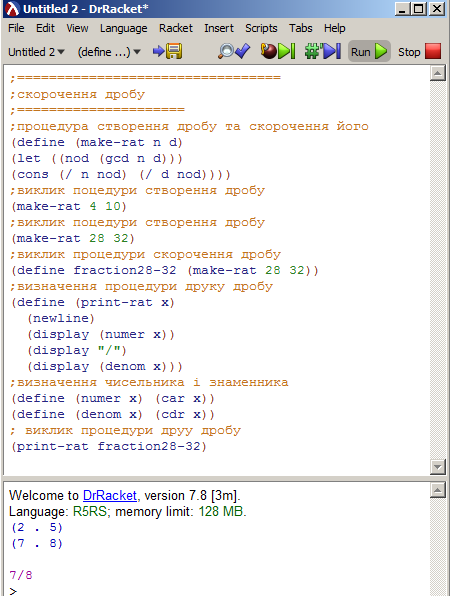 Untitled 2 - DrRacket*
File Edit View Language Racket Insert Scripts Tabs Help
Untitled 2 (define ...) Run Stop
;=================================
;скорочення дробу
;=====================
;процедура створення дробу та скорочення його
(define (make-rat n d)
(let ((nod (gcd n d)))
(cons (/ n nod) (/ d nod))))
;виклик поцедури створення дробу
(make-rat 4 10)
;виклик поцедури створення дробу
(make-rat 28 32)
;виклик процедури скорочення дробу
(define fraction28-32 (make-rat 28 32))
;визначення процедури друку дробу
(define (print-rat x)
  (newline)
  (display (numer x))
  (display "/")
  (display (denom x)))
;визначення чисельника і знаменника
(define (numer x) (car x))
(define (denom x) (cdr x))
; виклик процедури друу дробу
(print-rat fraction28-32)
Welcome to DrRacket, version 7.8 [3m].
Language: R5RS; memory limit: 128 MB.
(2 . 5)
(7 . 8)
7/8
>